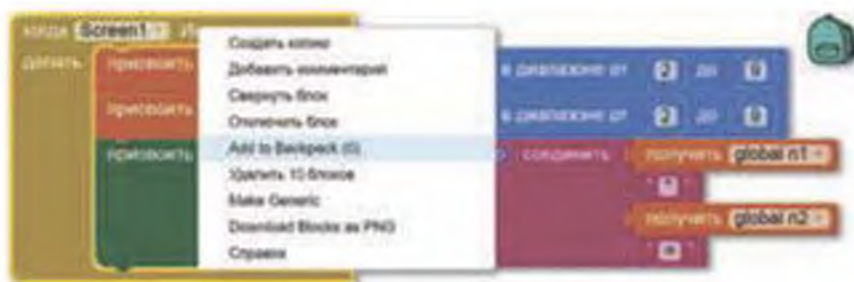 когда Screen1
делать присвоить
присвоить
присвоить
Создать копию
Добавить комментарий
Свернуть блок
Отключить блок
Add to Backpack (0)
Удалить 10 блоков
Make Generic
Download Blocks as PNG
Справка
в диапазоне от 2 до 9
в диапазоне от 2 до 9
соединить получить global n1
" * "
получить global n2
" = "